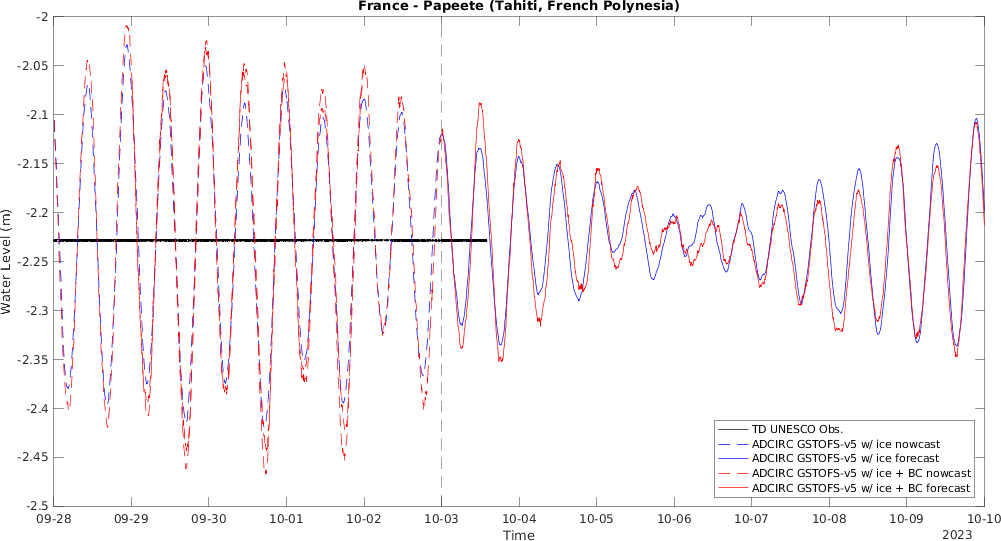 France - Papeete (Tahiti, French Polynesia)
-2
-2.05
-2.1
-2.15
-2.2
-2.25
-2.3
-2.35
-2.4
-2.45
-2.5
Water Level (m)
TD UNESCO Obs.
ADCIRC GSTOFS-v5 w/ ice nowcast
ADCIRC GSTOFS-v5 w/ ice forecast
ADCIRC GSTOFS-v5 w/ ice + BC nowcast
ADCIRC GSTOFS-v5 w/ ice + BC forecast
09-28 09-29 09-30 10-01 10-02 10-03 10-04 10-05 10-06 10-07 10-08 10-09 10-10
Time
2023